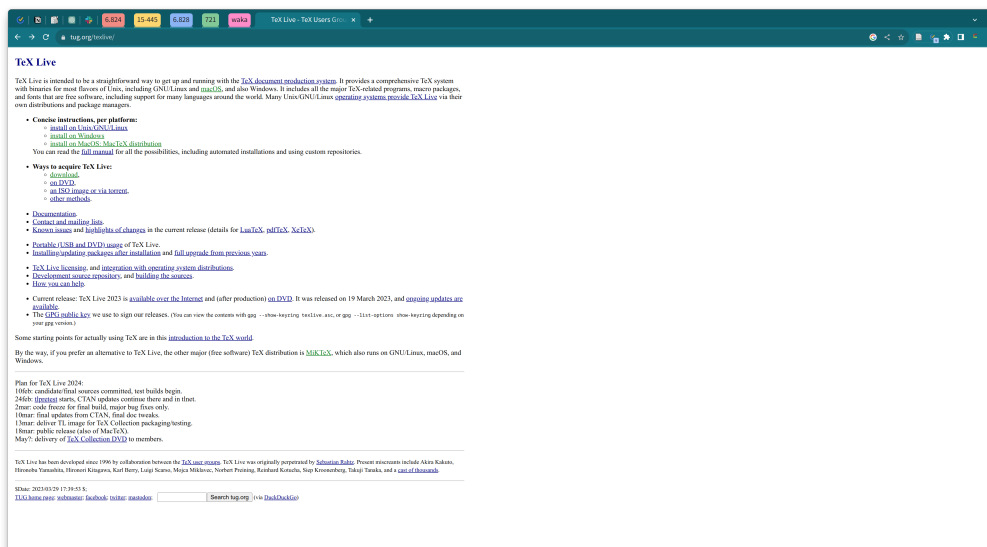 6.824 15-445 6.828 721 waka TeX Live - TeX Users Grou
tug.org/texlive/
TeX Live
TeX Live is intended to be a straightforward way to get up and running with the TeX document production system. It provides a comprehensive TeX system
with binaries for most flavors of Unix, including GNU/Linux and macOS, and also Windows. It includes all the major TeX-related programs, macro packages,
and fonts that are free software, including support for many languages around the world. Many Unix/GNU/Linux operating systems provide TeX Live via their
own distributions and package managers.
Concise instructions, per platform:
install on Unix/GNU/Linux
install on Windows
install on MacOS: MacTeX distribution
You can read the full manual for all the possibilities, including automated installations and using custom repositories.
Ways to acquire TeX Live:
download,
on DVD,
an ISO image or via torrent,
other methods.
Documentation.
Contact and mailing lists.
Known issues and highlights of changes in the current release (details for LuaTeX, pdfTeX, XeTeX).
Portable (USB and DVD) usage of TeX Live.
Installing/updating packages after installation and full upgrade from previous years.
TeX Live licensing, and integration with operating system distributions.
Development source repository, and building the sources.
How you can help.
Current release: TeX Live 2023 is available over the Internet and (after production) on DVD. It was released on 19 March 2023, and ongoing updates are
available.
The GPG public key we use to sign our releases. (You can view the contents with gpg --show-keyring texlive.asc, or gpg --list-options show-keyring depending on
your gpg version.)
Some starting points for actually using TeX are in this introduction to the TeX world.
By the way, if you prefer an alternative to TeX Live, the other major (free software) TeX distribution is MiKTeX, which also runs on GNU/Linux, macOS, and
Windows.
Plan for TeX Live 2024:
10feb: candidate/final sources committed, test builds begin.
24feb: tlpretest starts, CTAN updates continue there and in tlnet.
2mar: code freeze for final build, major bug fixes only.
10mar: final updates from CTAN, final doc tweaks.
13mar: deliver TL image for TeX Collection packaging/testing.
18mar: public release (also of MacTeX).
May?: delivery of TeX Collection DVD to members.
TeX Live has been developed since 1996 by collaboration between the TeX user groups. TeX Live was originally perpetrated by Sebastian Rahtz. Present miscreants include Akira Kakuto,
Hironobu Yamashita, Hironori Kitagawa, Karl Berry, Luigi Scarso, Mojca Miklavec, Norbert Preining, Reinhard Kotucha, Siep Kroonenberg, Takuji Tanaka, and a cast of thousands.
$Date: 2023/03/29 17:39:53 $;
TUG home page; webmaster; facebook; twitter; mastodon; Search tug.org (via DuckDuckGo)